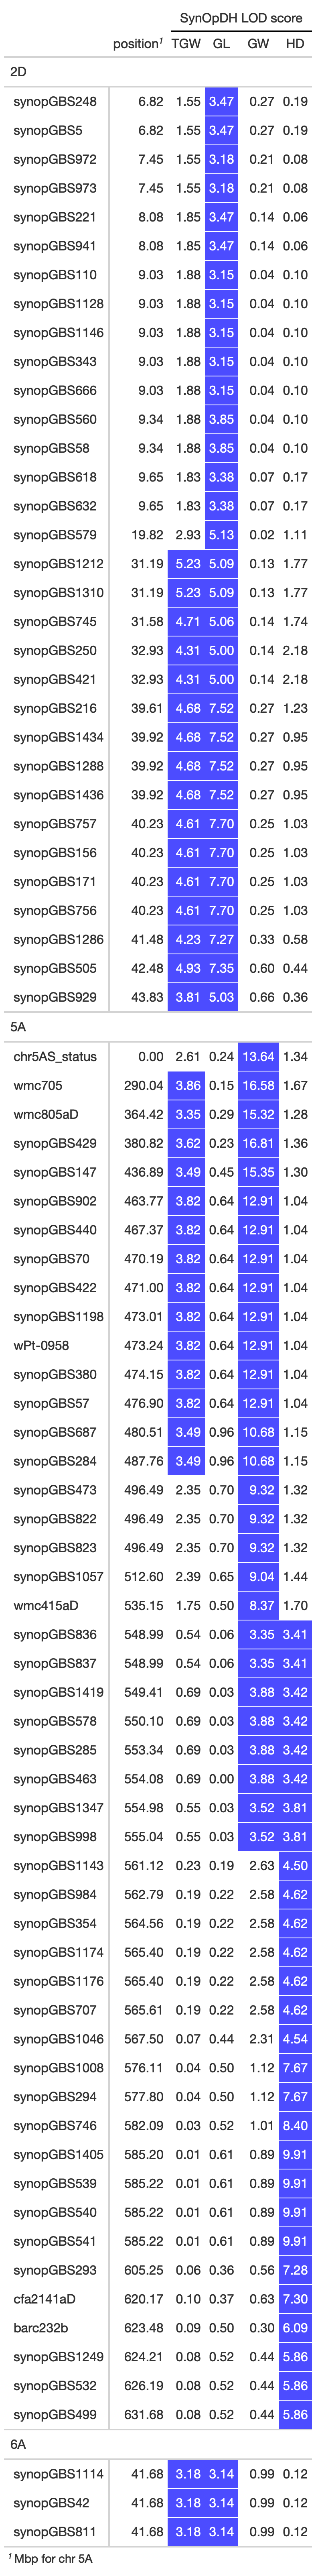 SynOpDH LOD score
position1 TGW GL GW HD
2D
synopGBS248 6.82 1.55 3.47 0.27 0.19
synopGBS5 6.82 1.55 3.47 0.27 0.19
synopGBS972 7.45 1.55 3.18 0.21 0.08
synopGBS973 7.45 1.55 3.18 0.21 0.08
synopGBS221 8.08 1.85 3.47 0.14 0.06
synopGBS941 8.08 1.85 3.47 0.14 0.06
synopGBS110 9.03 1.88 3.15 0.04 0.10
synopGBS1128 9.03 1.88 3.15 0.04 0.10
synopGBS1146 9.03 1.88 3.15 0.04 0.10
synopGBS343 9.03 1.88 3.15 0.04 0.10
synopGBS666 9.03 1.88 3.15 0.04 0.10
synopGBS560 9.34 1.88 3.85 0.04 0.10
synopGBS58 9.34 1.88 3.85 0.04 0.10
synopGBS618 9.65 1.83 3.38 0.07 0.17
synopGBS632 9.65 1.83 3.38 0.07 0.17
synopGBS579 19.82 2.93 5.13 0.02 1.11
synopGBS1212 31.19 5.23 5.09 0.13 1.77
synopGBS1310 31.19 5.23 5.09 0.13 1.77
synopGBS745 31.58 4.71 5.06 0.14 1.74
synopGBS250 32.93 4.31 5.00 0.14 2.18
synopGBS421 32.93 4.31 5.00 0.14 2.18
synopGBS216 39.61 4.68 7.52 0.27 1.23
synopGBS1434 39.92 4.68 7.52 0.27 0.95
synopGBS1288 39.92 4.68 7.52 0.27 0.95
synopGBS1436 39.92 4.68 7.52 0.27 0.95
synopGBS757 40.23 4.61 7.70 0.25 1.03
synopGBS156 40.23 4.61 7.70 0.25 1.03
synopGBS171 40.23 4.61 7.70 0.25 1.03
synopGBS756 40.23 4.61 7.70 0.25 1.03
synopGBS1286 41.48 4.23 7.27 0.33 0.58
synopGBS505 42.48 4.93 7.35 0.60 0.44
synopGBS929 43.83 3.81 5.03 0.66 0.36
5A
chr5AS_status 0.00 2.61 0.24 13.64 1.34
wmc705 290.04 3.86 0.15 16.58 1.67
wmc805aD 364.42 3.35 0.29 15.32 1.28
synopGBS429 380.82 3.62 0.23 16.81 1.36
synopGBS147 436.89 3.49 0.45 15.35 1.30
synopGBS902 463.77 3.82 0.64 12.91 1.04
synopGBS440 467.37 3.82 0.64 12.91 1.04
synopGBS70 470.19 3.82 0.64 12.91 1.04
synopGBS422 471.00 3.82 0.64 12.91 1.04
synopGBS1198 473.01 3.82 0.64 12.91 1.04
wPt-0958 473.24 3.82 0.64 12.91 1.04
synopGBS380 474.15 3.82 0.64 12.91 1.04
synopGBS57 476.90 3.82 0.64 12.91 1.04
synopGBS687 480.51 3.49 0.96 10.68 1.15
synopGBS284 487.76 3.49 0.96 10.68 1.15
synopGBS473 496.49 2.35 0.70 9.32 1.32
synopGBS822 496.49 2.35 0.70 9.32 1.32
synopGBS823 496.49 2.35 0.70 9.32 1.32
synopGBS1057 512.60 2.39 0.65 9.04 1.44
wmc415aD 535.15 1.75 0.50 8.37 1.70
synopGBS836 548.99 0.54 0.06 3.35 3.41
synopGBS837 548.99 0.54 0.06 3.35 3.41
synopGBS1419 549.41 0.69 0.03 3.88 3.42
synopGBS578 550.10 0.69 0.03 3.88 3.42
synopGBS285 553.34 0.69 0.03 3.88 3.42
synopGBS463 554.08 0.69 0.00 3.88 3.42
synopGBS1347 554.98 0.55 0.03 3.52 3.81
synopGBS998 555.04 0.55 0.03 3.52 3.81
synopGBS1143 561.12 0.23 0.19 2.63 4.50
synopGBS984 562.79 0.19 0.22 2.58 4.62
synopGBS354 564.56 0.19 0.22 2.58 4.62
synopGBS1174 565.40 0.19 0.22 2.58 4.62
synopGBS1176 565.40 0.19 0.22 2.58 4.62
synopGBS707 565.61 0.19 0.22 2.58 4.62
synopGBS1046 567.50 0.07 0.44 2.31 4.54
synopGBS1008 576.11 0.04 0.50 1.12 7.67
synopGBS294 577.80 0.04 0.50 1.12 7.67
synopGBS746 582.09 0.03 0.52 1.01 8.40
synopGBS1405 585.20 0.01 0.61 0.89 9.91
synopGBS539 585.22 0.01 0.61 0.89 9.91
synopGBS540 585.22 0.01 0.61 0.89 9.91
synopGBS541 585.22 0.01 0.61 0.89 9.91
synopGBS293 605.25 0.06 0.36 0.56 7.28
cfa2141aD 620.17 0.10 0.37 0.63 7.30
barc232b 623.48 0.09 0.50 0.30 6.09
synopGBS1249 624.21 0.08 0.52 0.44 5.86
synopGBS532 626.19 0.08 0.52 0.44 5.86
synopGBS499 631.68 0.08 0.52 0.44 5.86
6A
synopGBS1114 41.68 3.18 3.14 0.99 0.12
synopGBS42 41.68 3.18 3.14 0.99 0.12
synopGBS811 41.68 3.18 3.14 0.99 0.12
1 Mbp for chr 5A